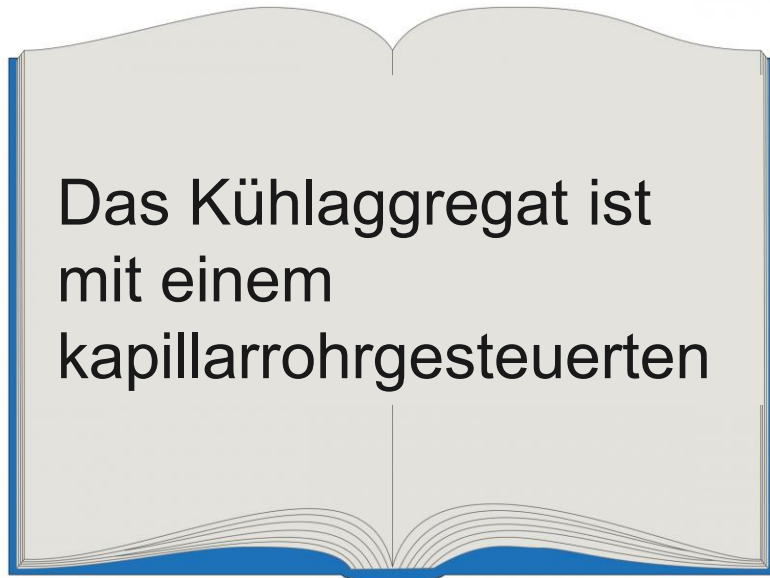 Das Kühlaggregat ist
mit einem
kapillarrohrgesteuerten